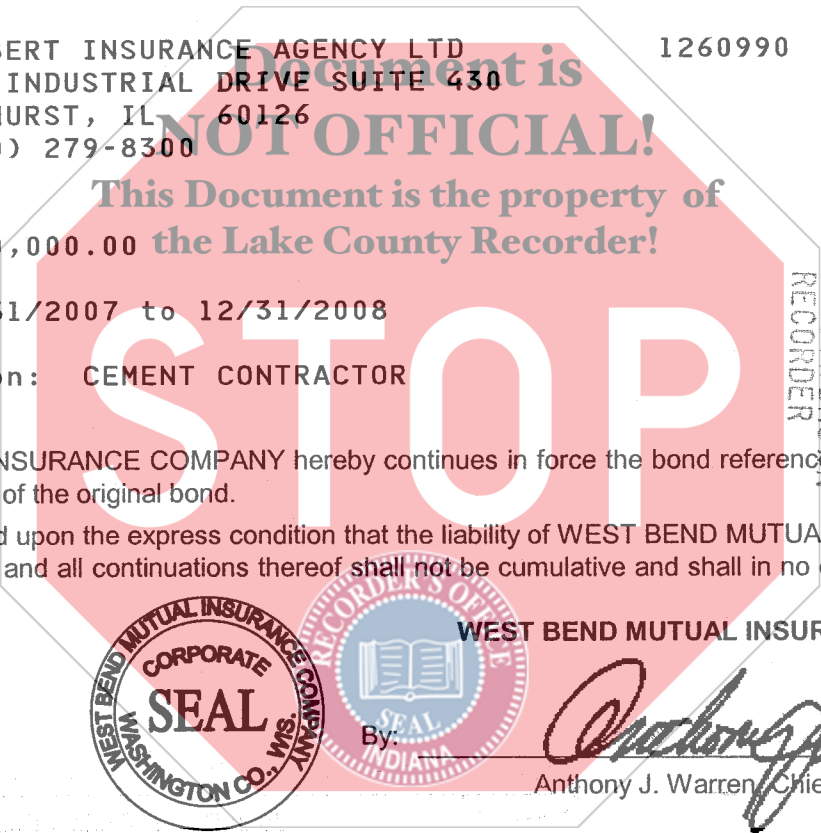 BERT INSURANCE AGENCY LTD 1260990
INDUSTRIAL DRIVE SUITE 430
HURST, IL 60126
) 279-8300
Document is
NOT OFFICIAL!
This Document is the property of
the Lake County Recorder!
,000.00
31/2007 to 12/31/2008
on: CEMENT CONTRACTOR
RECORDER
STOP
NSURANCE COMPANY hereby continues in force the bond referenc
of the original bond.
d upon the express condition that the liability of WEST BEND MUTUA
and all continuations thereof shall not be cumulative and shall in no
WEST BEND MUTUAL INSUR
WEST BEND MUTUAL INSURANCE COMPANY
CORPORATE
SEAL
WASHINGTON CO., WIS.
RECORDER'S OFFICE
SEAL
INDIANA
By:
Anthony J. Warren, Chie